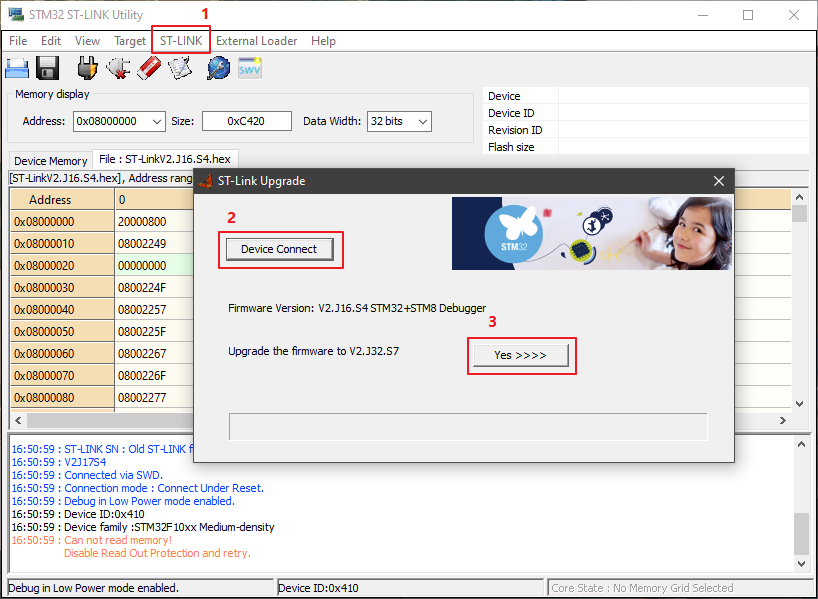 1
STM32 ST-LINK Utility
File Edit View Target ST-LINK External Loader Help
SWV
Memory display
Address: 0x08000000 Size: 0xC420 Data Width: 32 bits
Device
Device ID
Revision ID
Flash size
Device Memory File : ST-LinkV2.J16.S4.hex
[ST-LinkV2.J16.S4.hex], Address rang
Address 0
0x08000000 20000800
0x08000010 08002249
0x08000020 00000000
0x08000030 0800224F
0x08000040 08002257
0x08000050 0800225F
0x08000060 08002267
0x08000070 0800226F
0x08000080 08002277
ST-Link Upgrade
2
Device Connect
STM32
Firmware Version: V2.J16.S4 STM32+STM8 Debugger
3
Upgrade the firmware to V2.J32.S7
Yes >>>>
16:50:59 : ST-LINK SN : Old ST-LINK f
16:50:59 : V2J17S4
16:50:59 : Connected via SWD.
16:50:59 : Connection mode : Connect Under Reset.
16:50:59 : Debug in Low Power mode enabled.
16:50:59 : Device ID:0x410
16:50:59 : Device family :STM32F10xx Medium-density
16:50:59 : Can not read memory!
Disable Read Out Protection and retry.
Debug in Low Power mode enabled. Device ID:0x410 Core State : No Memory Grid Selected